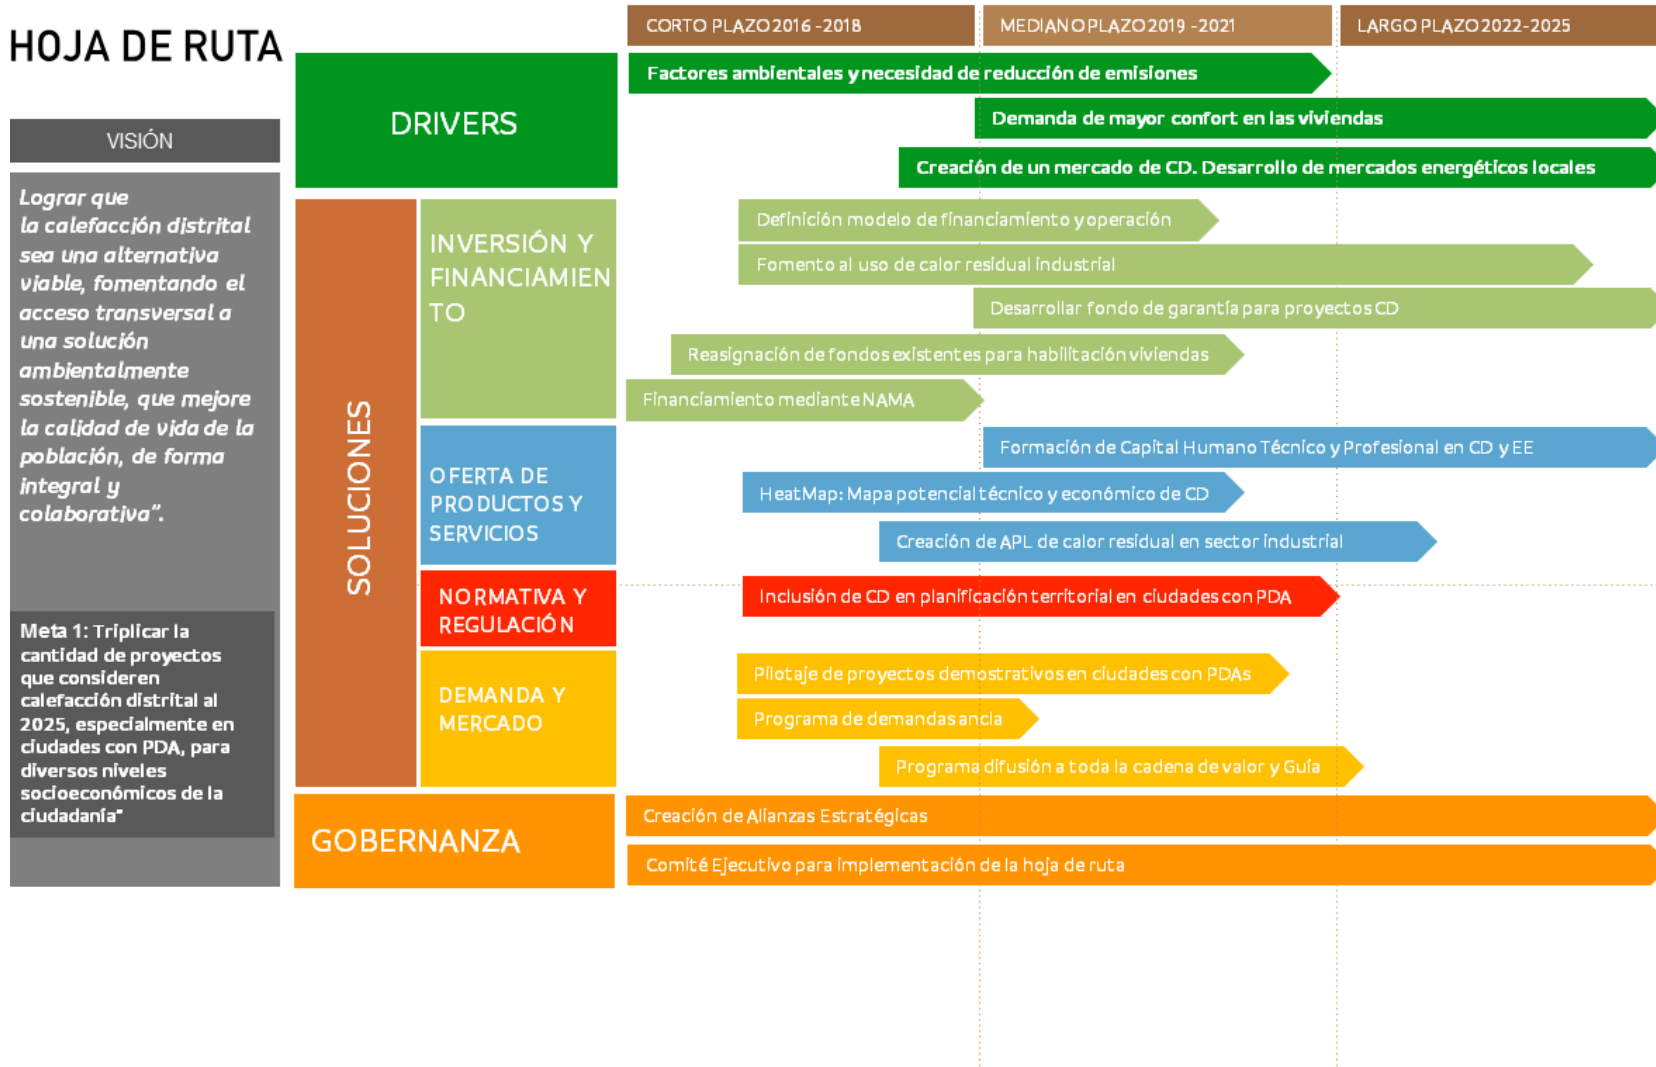 HOJA DE RUTA
VISIÓN
Lograr que
la calefacción distrital
sea una alternativa
viable, fomentando el
acceso transversal a
una solución
ambientalmente
sostenible, que mejore
la calidad de vida de la
población, de forma
integral y
colaborativa”.
Meta 1: Triplicar la
cantidad de proyectos
que consideren
calefacción distrital al
2025, especialmente en
ciudades con PDA, para
diversos niveles
socioeconómicos de la
ciudadanía"
CORTO PLAZO 2016 -2018
MEDIANO PLAZO 2019 -2021
LARGO PLAZO 2022-2025
DRIVERS
Factores ambientales y necesidad de reducción de emisiones
Demanda de mayor confort en las viviendas
Creación de un mercado de CD. Desarrollo de mercados energéticos locales
SOLUCIONES
INVERSIÓN Y
FINANCIAMIEN
TO
Definición modelo de financiamiento y operación
Fomento al uso de calor residual industrial
Desarrollar fondo de garantía para proyectos CD
Reasignación de fondos existentes para habilitación viviendas
Financiamiento mediante NAMA
OFERTA DE
PRODUCTOS Y
SERVICIOS
Formación de Capital Humano Técnico y Profesional en CD y EE
HeatMap: Mapa potencial técnico y económico de CD
Creación de APL de calor residual en sector industrial
NORMATIVA Y
REGULACIÓN
Inclusión de CD en planificación territorial en ciudades con PDA
DEMANDA Y
MERCADO
Pilotaje de proyectos demostrativos en ciudades con PDAs
Programa de demandas ancla
Programa difusión a toda la cadena de valor y Guía
GOBERNANZA
Creación de Alianzas Estratégicas
Comité Ejecutivo para implementación de la hoja de ruta